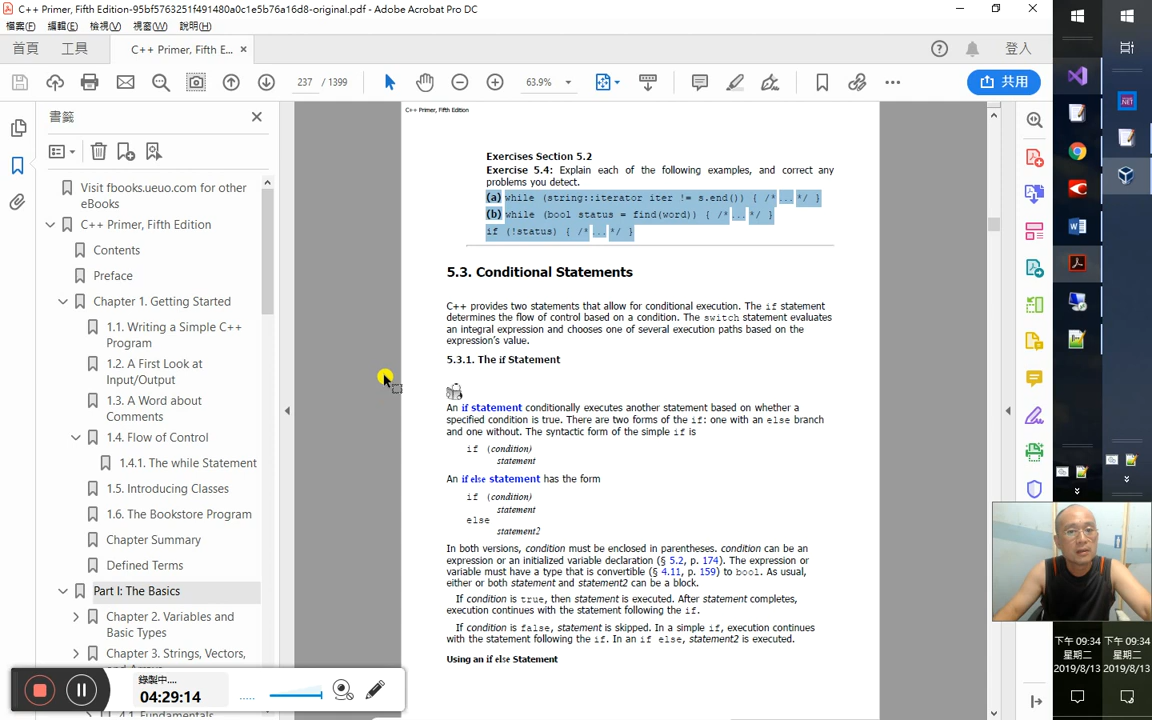 C++ Primer, Fifth Edition-95bf5763251f491480a0c1e5b76a16d8-original.pdf - Adobe Acrobat Pro DC
檔案(F) 編輯(E) 檢視(V) 視窗(W) 說明(H)
首頁 工具 C++ Primer, Fifth E... × 登入
237 / 1399 63.9% 共用
書籤
Visit fbooks.ueuo.com for other
eBooks
C++ Primer, Fifth Edition
Contents
Preface
Chapter 1. Getting Started
1.1. Writing a Simple C++
Program
1.2. A First Look at
Input/Output
1.3. A Word about
Comments
1.4. Flow of Control
1.4.1. The while Statement
1.5. Introducing Classes
1.6. The Bookstore Program
Chapter Summary
Defined Terms
Part I: The Basics
Chapter 2. Variables and
Basic Types
Chapter 3. Strings, Vectors,
and Arrays
4.1. Fundamentals
C++ Primer, Fifth Edition
Exercises Section 5.2
Exercise 5.4: Explain each of the following examples, and correct any
problems you detect.
(a) while (string::iterator iter != s.end()) { /*...*/ }
(b) while (bool status = find(word)) { /*...*/ }
if (!status) { /*...*/ }
5.3. Conditional Statements
C++ provides two statements that allow for conditional execution. The if statement
determines the flow of control based on a condition. The switch statement evaluates
an integral expression and chooses one of several execution paths based on the
expression's value.
5.3.1. The if Statement
An if statement conditionally executes another statement based on whether a
specified condition is true. There are two forms of the if: one with an else branch
and one without. The syntactic form of the simple if is
if (condition)
statement
An if else statement has the form
if (condition)
statement
else
statement2
In both versions, condition must be enclosed in parentheses. condition can be an
expression or an initialized variable declaration (§ 5.2, p. 174). The expression or
variable must have a type that is convertible (§ 4.11, p. 159) to bool. As usual,
either or both statement and statement2 can be a block.
If condition is true, then statement is executed. After statement completes,
execution continues with the statement following the if.
If condition is false, statement is skipped. In a simple if, execution continues
with the statement following the if. In an if else, statement2 is executed.
Using an if else Statement
錄製中....
04:29:14
.NET
下午 09:34 下午 09:34
星期二 星期二
2019/8/13 2019/8/13